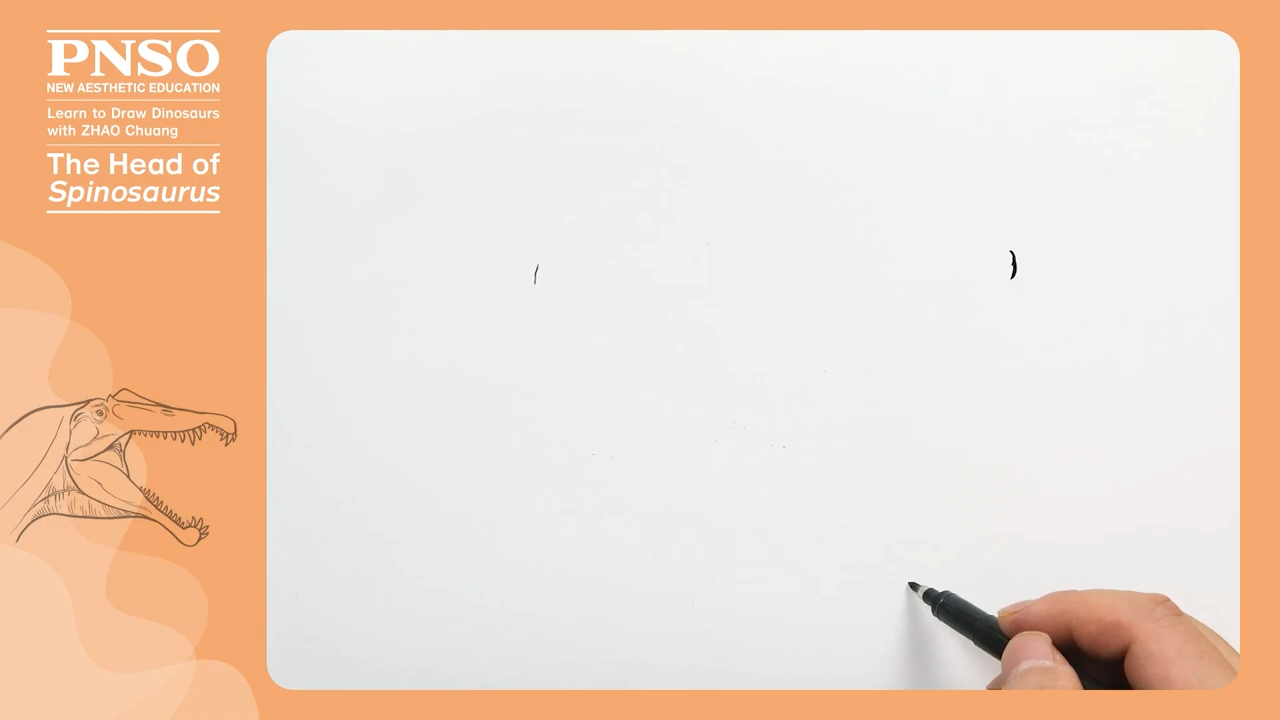 PNSO
NEW AESTHETIC EDUCATION
Learn to Draw Dinosaurs
with ZHAO Chuang
The Head of
Spinosaurus